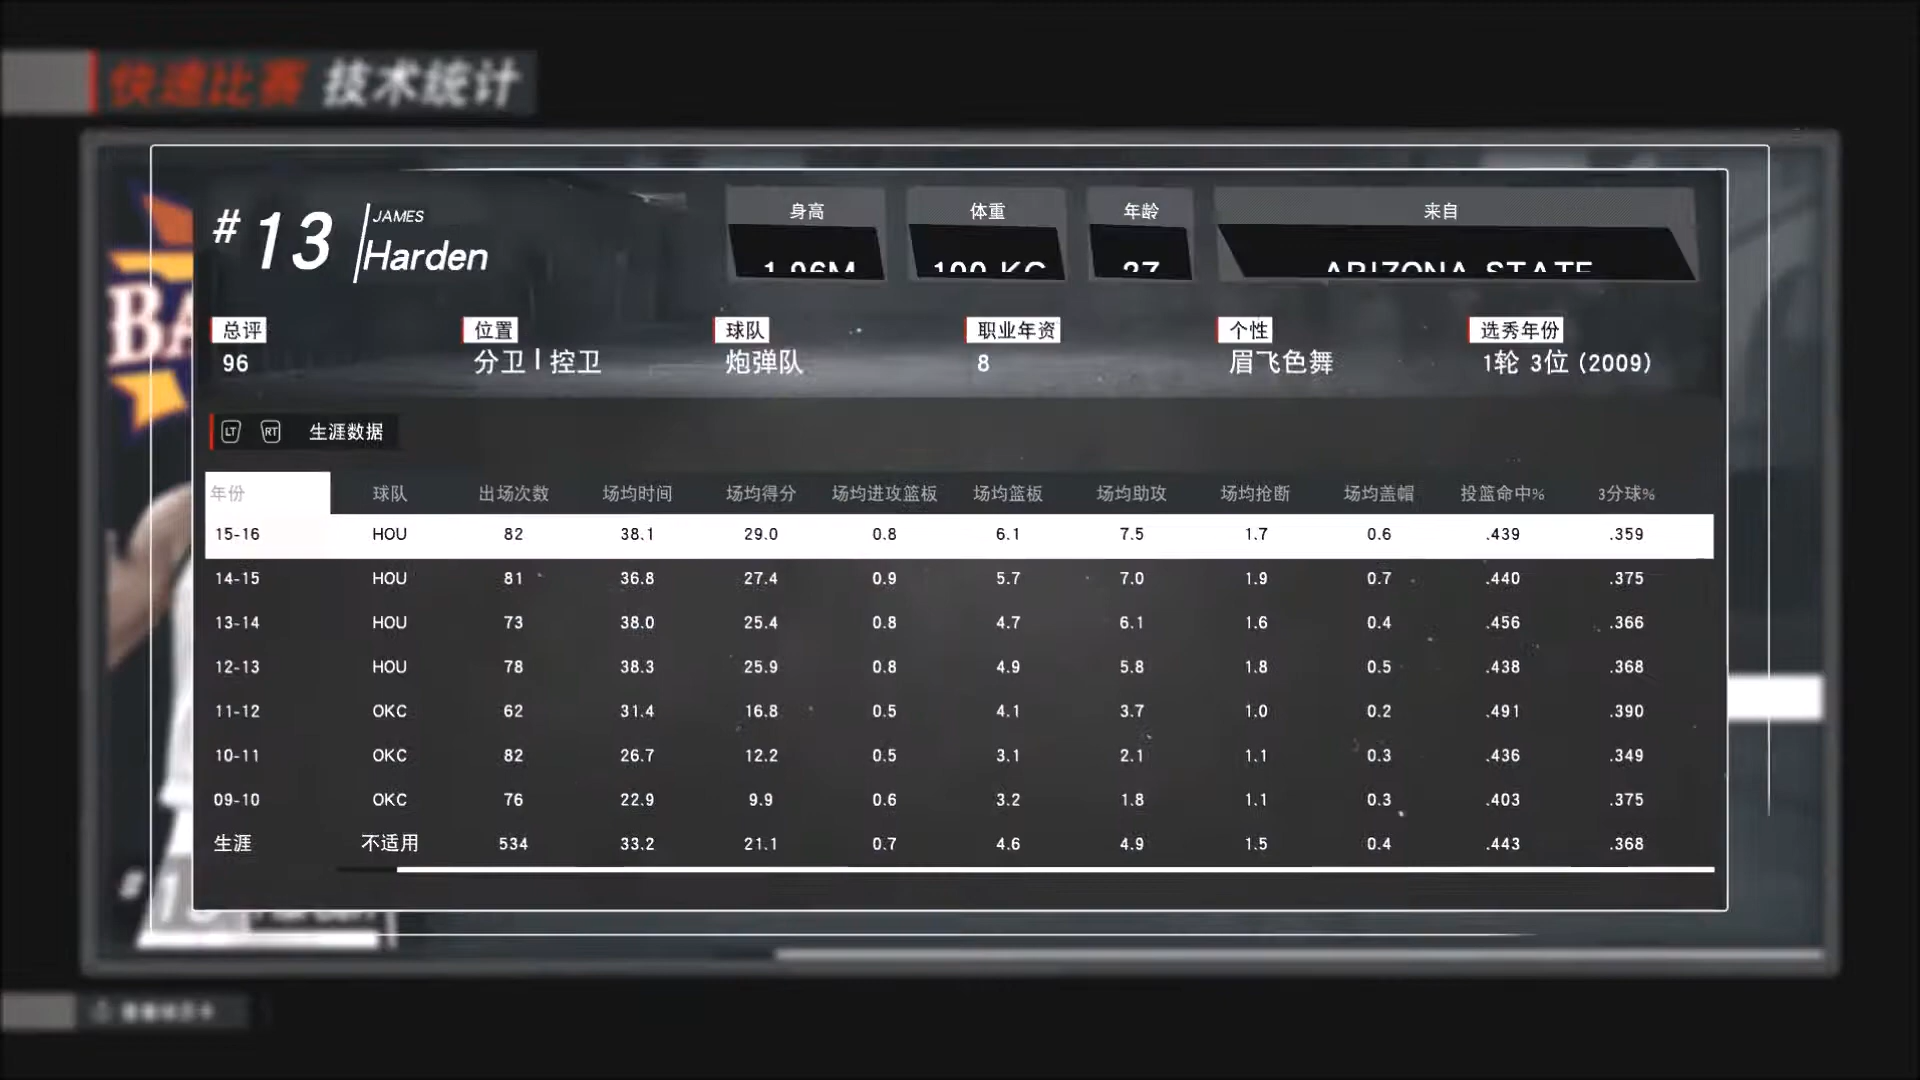 快速比赛 技术统计
#13 JAMES
Harden
身高 体重 年龄 来自
1.96M 100 KG 27 ARIZONA STATE
总评 位置 球队 职业年资 个性 选秀年份
96 分卫 | 控卫 炮弹队 8 眉飞色舞 1轮 3位 (2009)
LT RT 生涯数据
年份 球队 出场次数 场均时间 场均得分 场均进攻篮板 场均篮板 场均助攻 场均抢断 场均盖帽 投篮命中% 3分球%
15-16 HOU 82 38.1 29.0 0.8 6.1 7.5 1.7 0.6 .439 .359
14-15 HOU 81 36.8 27.4 0.9 5.7 7.0 1.9 0.7 .440 .375
13-14 HOU 73 38.0 25.4 0.8 4.7 6.1 1.6 0.4 .456 .366
12-13 HOU 78 38.3 25.9 0.8 4.9 5.8 1.8 0.5 .438 .368
11-12 OKC 62 31.4 16.8 0.5 4.1 3.7 1.0 0.2 .491 .390
10-11 OKC 82 26.7 12.2 0.5 3.1 2.1 1.1 0.3 .436 .349
09-10 OKC 76 22.9 9.9 0.6 3.2 1.8 1.1 0.3 .403 .375
生涯 不适用 534 33.2 21.1 0.7 4.6 4.9 1.5 0.4 .443 .368
BA